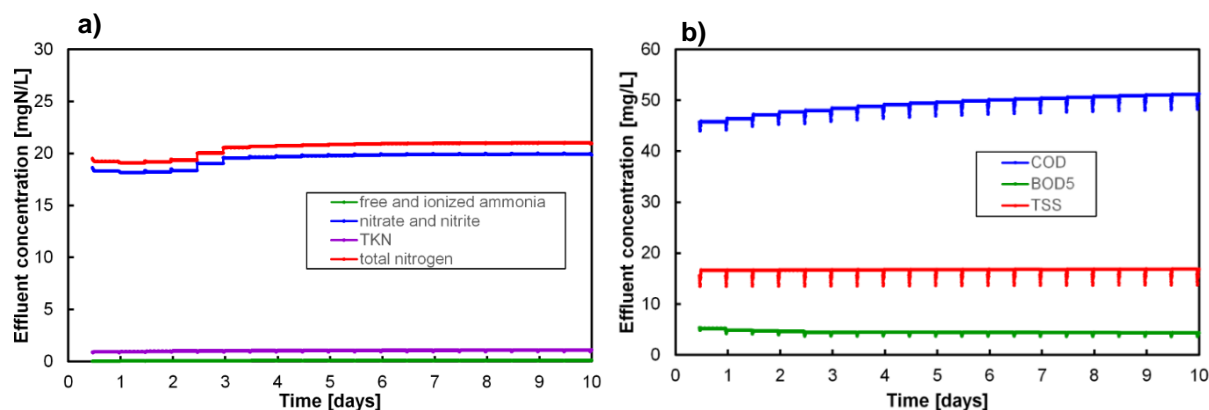 a)
Effluent concentration [mgN/L]
30
25
20
15
10
5
0
free and ionized ammonia
nitrate and nitrite
TKN
total nitrogen
0 1 2 3 4 5 6 7 8 9 10
Time [days]
b)
Effluent concentration [mg/L]
60
50
40
30
20
10
0
COD
BOD5
TSS
0 1 2 3 4 5 6 7 8 9 10
Time [days]